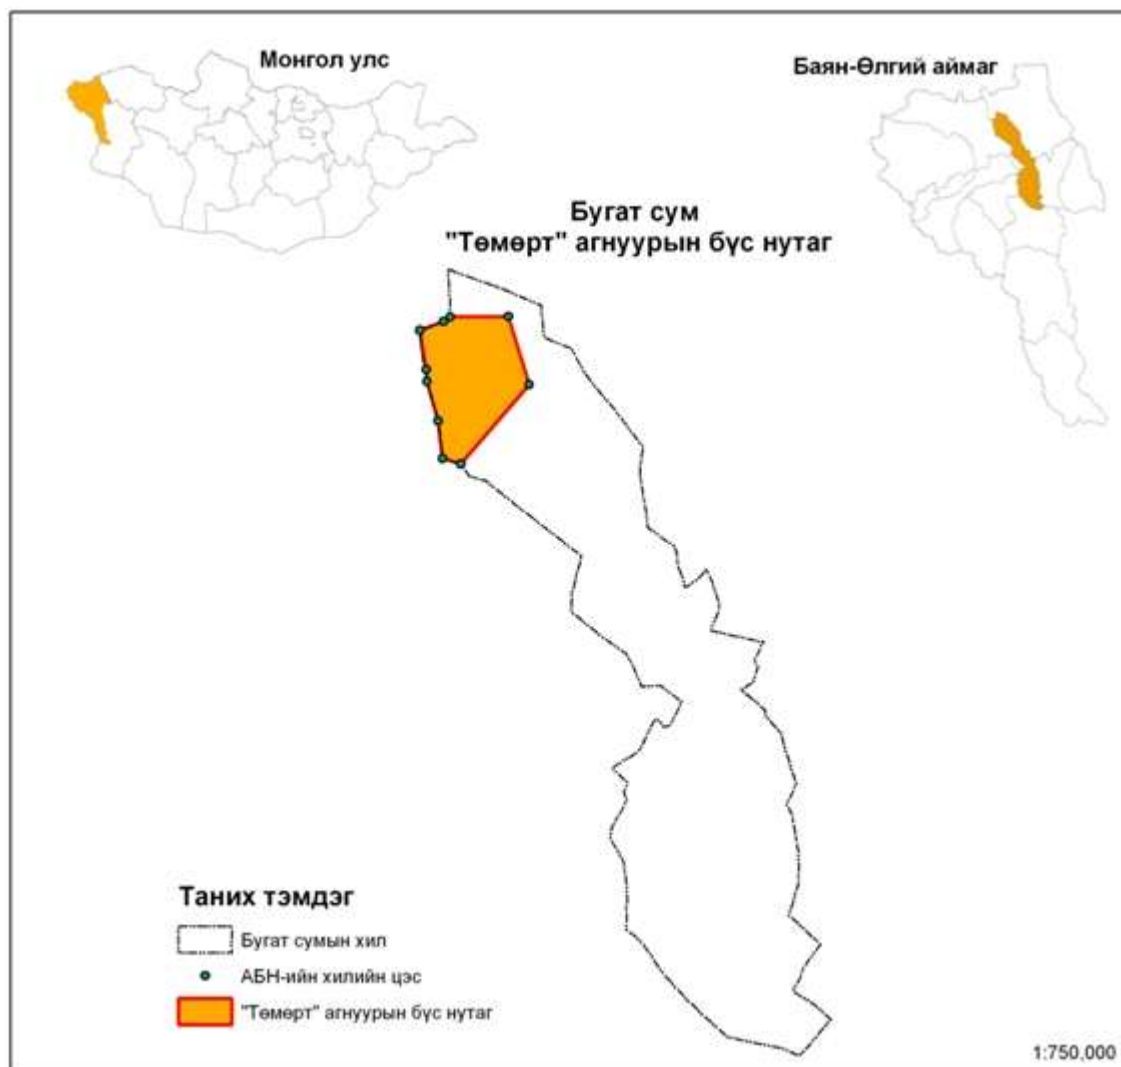 Монгол улс
Баян-Өлгий аймаг
Бугат сум
"Төмөрт" агнуурын бүс нутаг
Таних тэмдэг
Бугат сумын хил
АБН-ийн хилийн цэс
"Төмөрт" агнуурын бүс нутаг
1:750,000